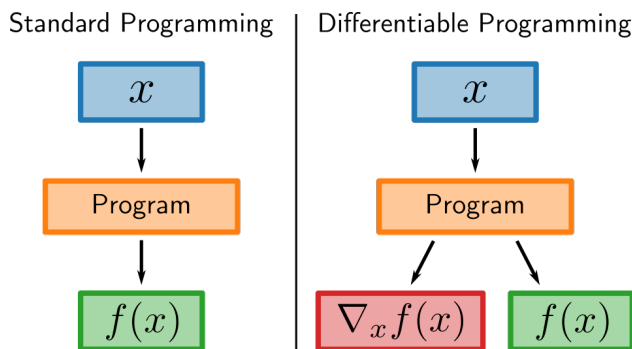 Standard Programming
x
Program
f(x)
Differentiable Programming
x
Program
∇ₓf(x)
f(x)